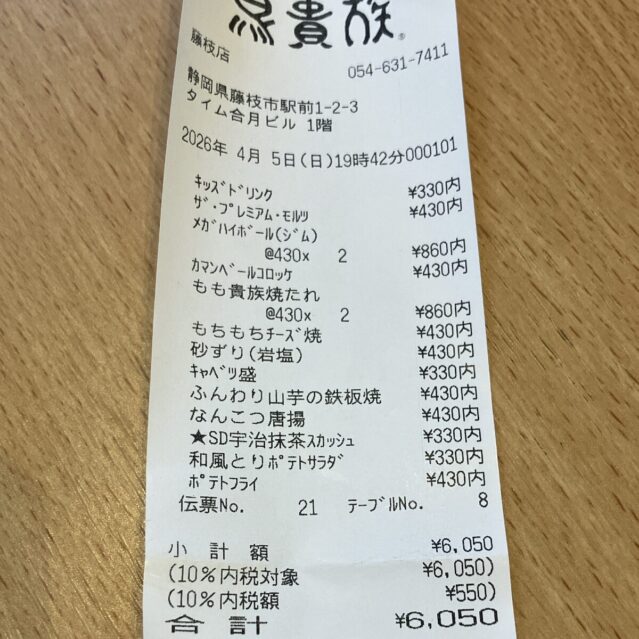 鳥貴族®
藤枝店 054-631-7411
静岡県藤枝市駅前1-2-3
タイム合月ビル 1階
2026年 4月 5日(日)19時42分000101
ｷｯｽﾞﾄﾞﾘﾝｸ ¥330内
ｻﾞ･ﾌﾟﾚﾐｱﾑ･ﾓﾙﾂ ¥430内
ﾒｶﾞﾊｲﾎﾞｰﾙ(ｼﾞﾑ)
@430x 2 ¥860内
ｶﾏﾝﾍﾞｰﾙｺﾛｯｹ ¥430内
もも貴族焼たれ
@430x 2 ¥860内
もちもちﾁｰｽﾞ焼 ¥430内
砂ずり(岩塩) ¥430内
ｷｬﾍﾞﾂ盛 ¥330内
ふんわり山芋の鉄板焼 ¥430内
なんこつ唐揚 ¥430内
★SD宇治抹茶ｽｶｯｼｭ ¥330内
和風とりﾎﾟﾃﾄｻﾗﾀﾞ ¥330内
ﾎﾟﾃﾄﾌﾗｲ ¥430内
伝票No. 21 ﾃｰﾌﾞﾙNo. 8
小 計 額 ¥6,050
(10%内税対象 ¥6,050)
(10%内税額 ¥550)
合 計 ¥6,050